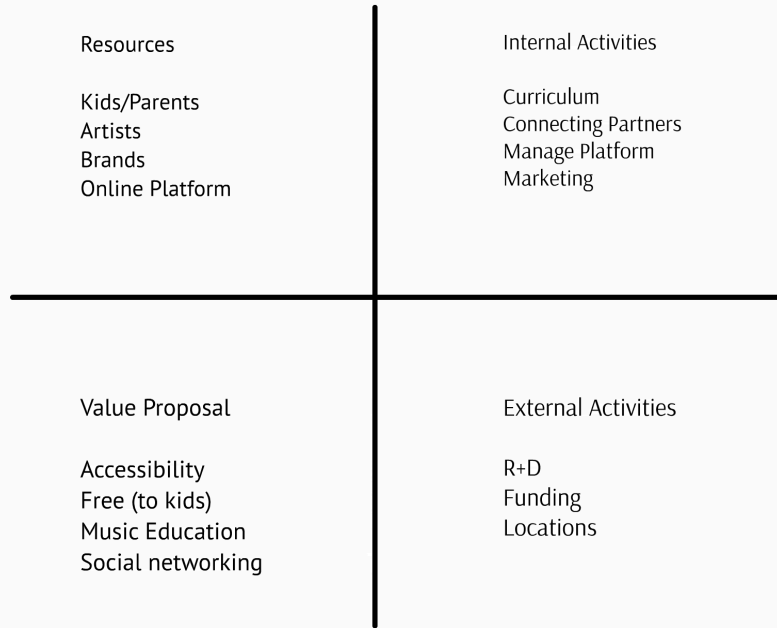 Resources
Kids/Parents
Artists
Brands
Online Platform
Internal Activities
Curriculum
Connecting Partners
Manage Platform
Marketing
Value Proposal
Accessibility
Free (to kids)
Music Education
Social networking
External Activities
R+D
Funding
Locations